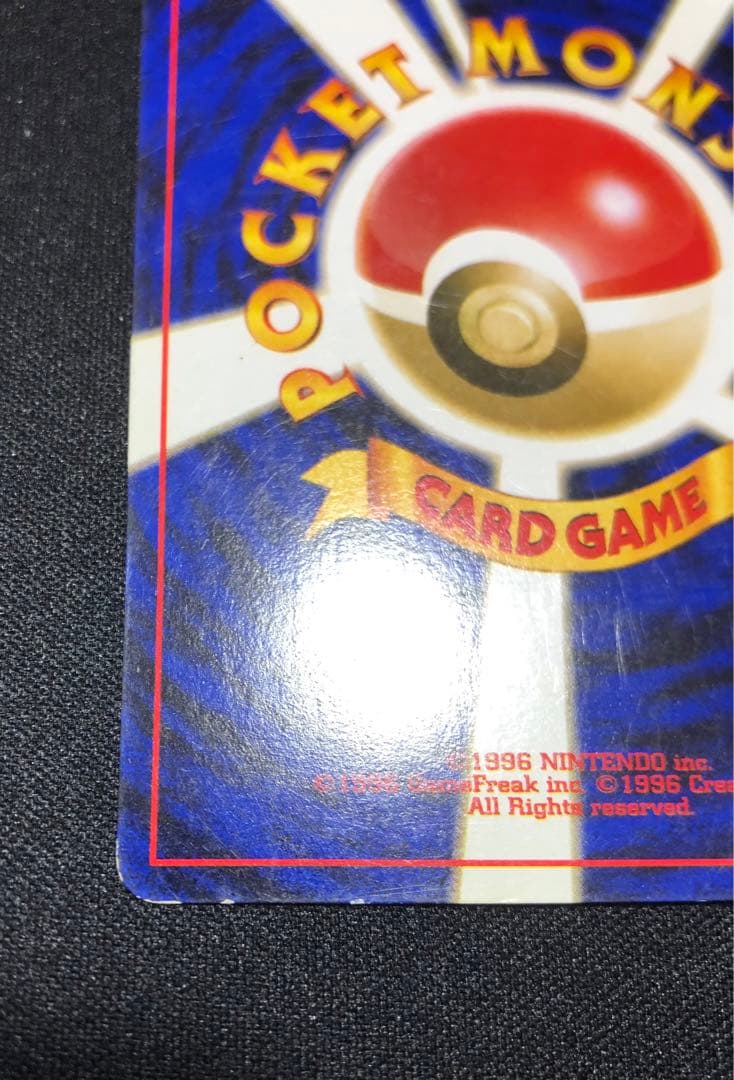 POCKET MONS
CARD GAME
©1996 NINTENDO inc.
©1996 GameFreak inc. ©1996 Crea
All Rights reserved.